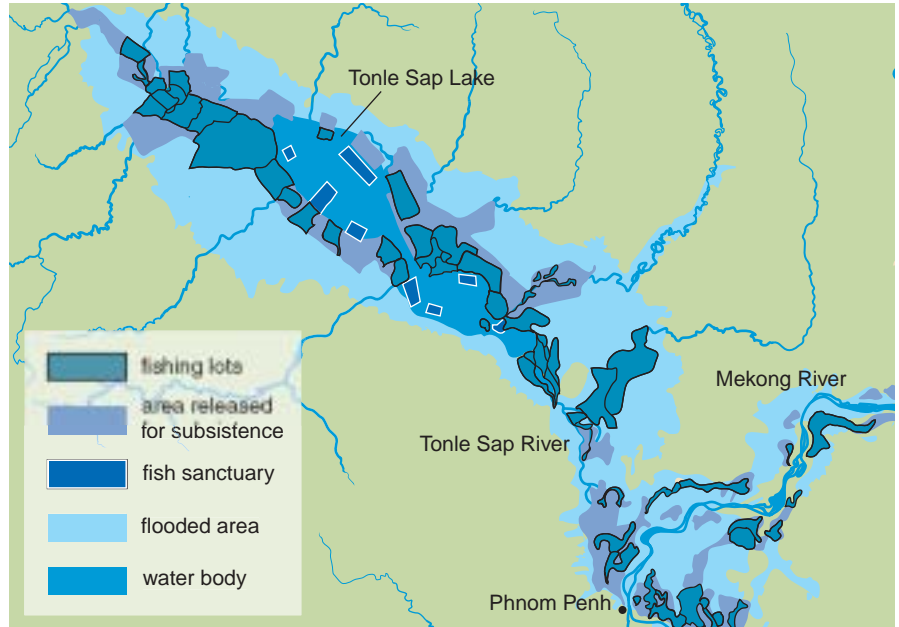 Tonle Sap Lake
Mekong River
Tonle Sap River
Phnom Penh
fishing lots
area released
for subsistence
fish sanctuary
flooded area
water body